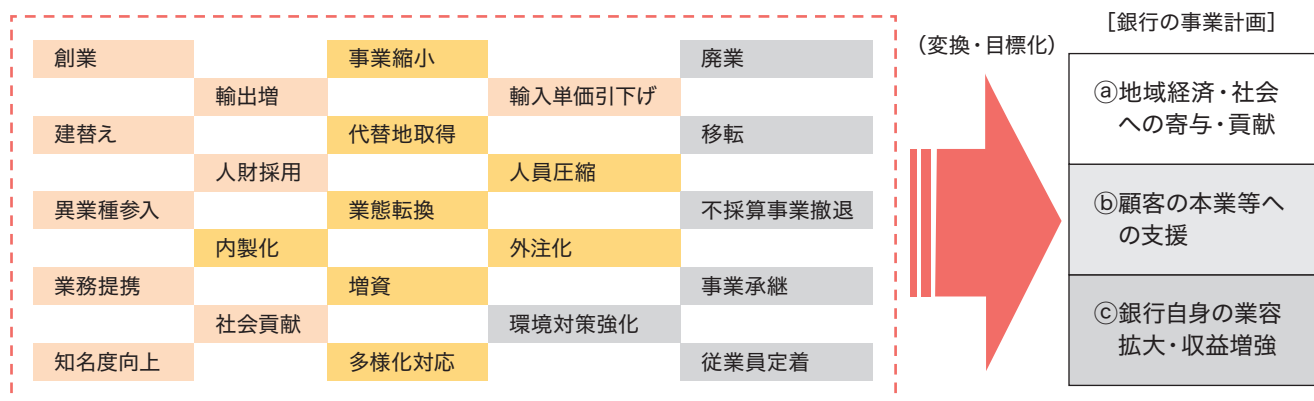 創業
事業縮小
廃業
輸出増
輸入単価引下げ
建替え
代替地取得
移転
人財採用
人員圧縮
異業種参入
業態転換
不採算事業撤退
内製化
外注化
業務提携
増資
事業承継
社会貢献
環境対策強化
知名度向上
多様化対応
従業員定着
(変換・目標化)
[銀行の事業計画]
ⓐ地域経済・社会
への寄与・貢献
ⓑ顧客の本業等へ
の支援
ⓒ銀行自身の業容
拡大・収益増強